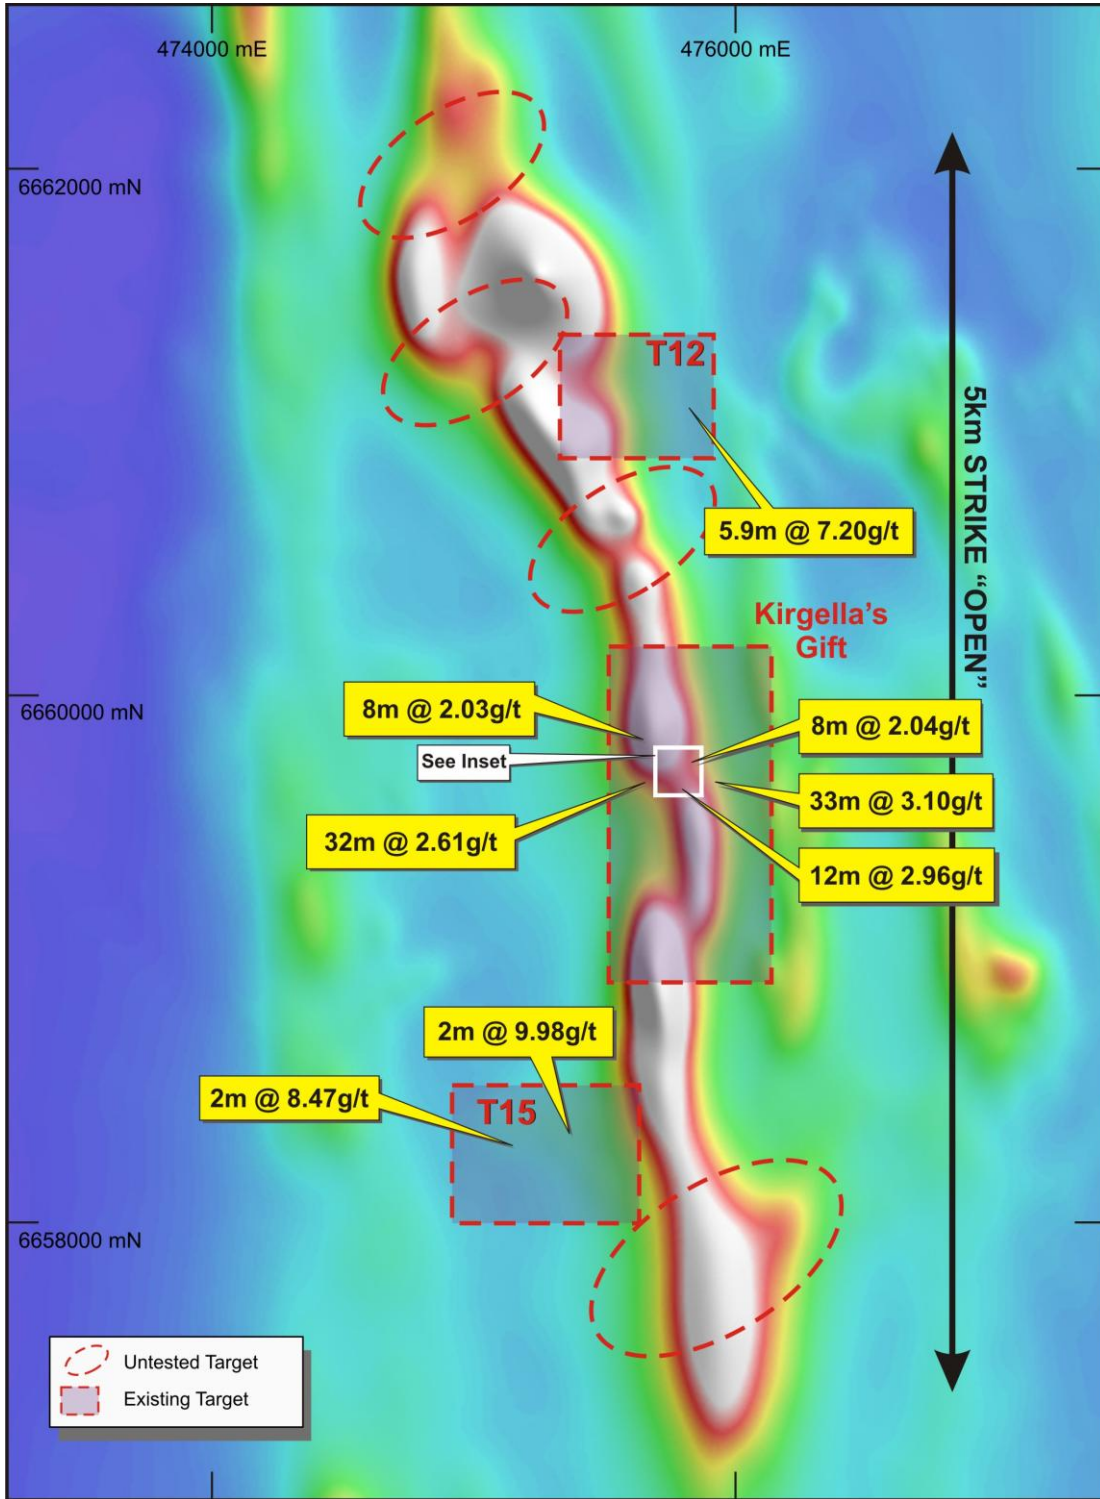 474000 mE
476000 mE
6662000 mN
T12
5.9m @ 7.20g/t
5km STRIKE “OPEN”
Kirgella’s
Gift
8m @ 2.03g/t
6660000 mN
8m @ 2.04g/t
See Inset
33m @ 3.10g/t
32m @ 2.61g/t
12m @ 2.96g/t
2m @ 9.98g/t
2m @ 8.47g/t
T15
6658000 mN
Untested Target
Existing Target